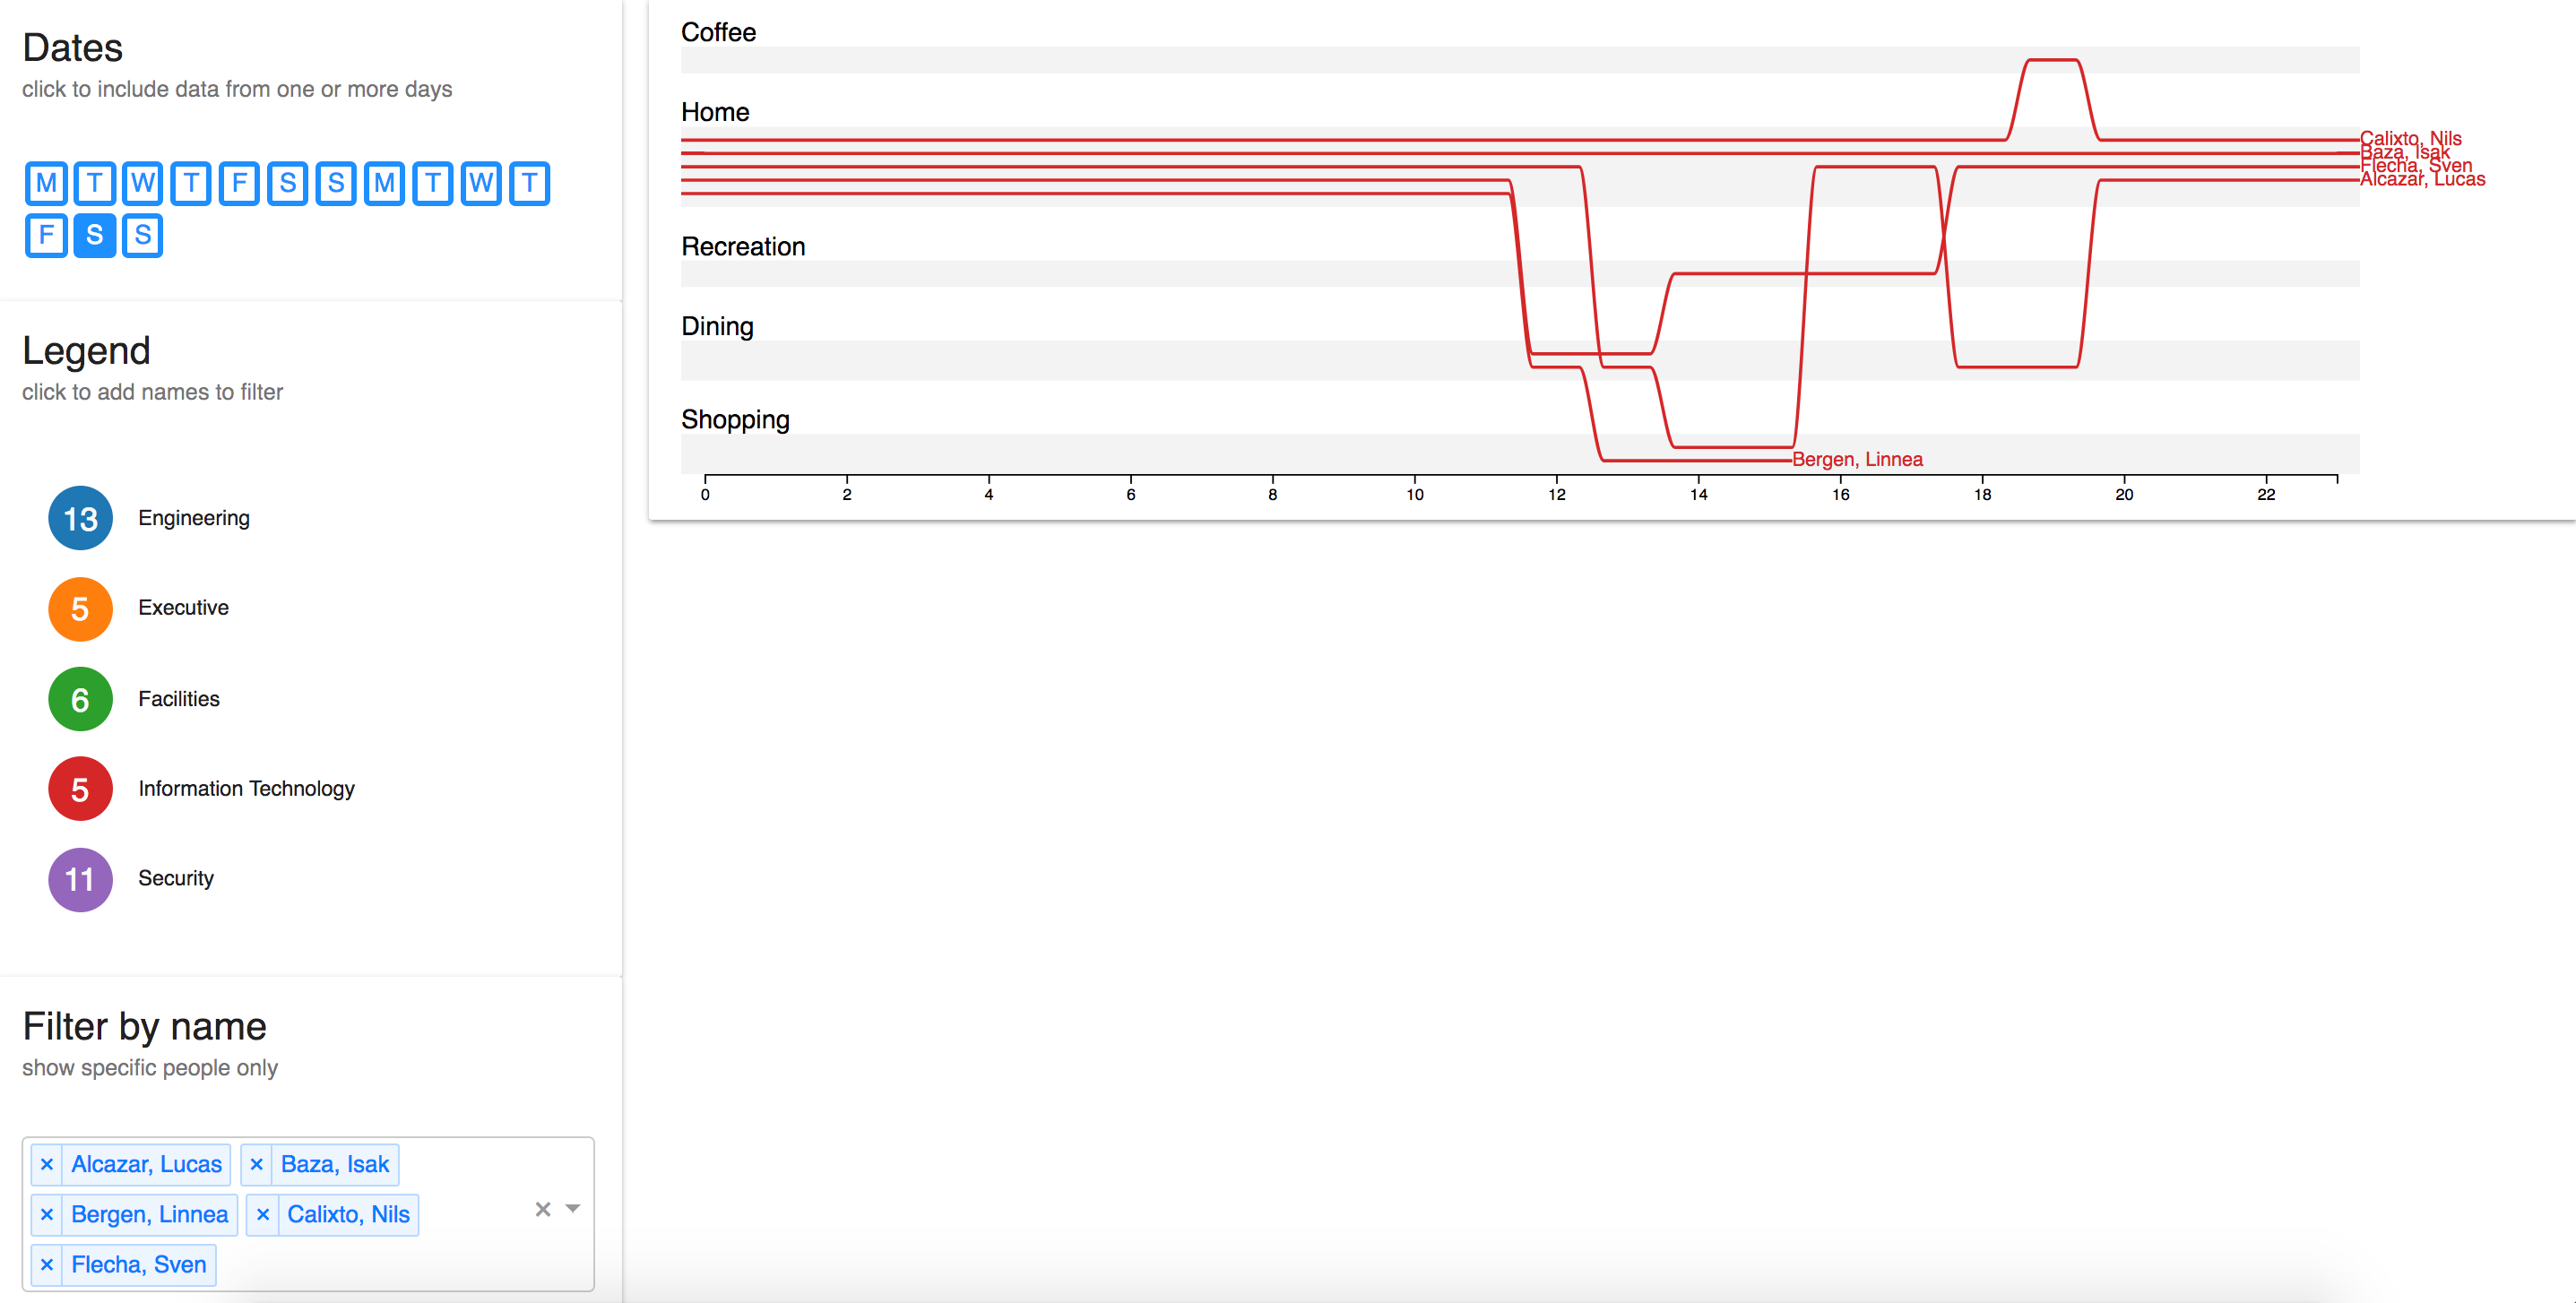 Dates
click to include data from one or more days
M T W T F S S M T W T
F S S
Legend
click to add names to filter
13 Engineering
5 Executive
6 Facilities
5 Information Technology
11 Security
Filter by name
show specific people only
× Alcazar, Lucas × Baza, Isak
× Bergen, Linnea × Calixto, Nils
× Flecha, Sven
Coffee
Home
Calixto, Nils
Baza, Isak
Flecha, Sven
Alcazar, Lucas
Recreation
Dining
Shopping
Bergen, Linnea
0 2 4 6 8 10 12 14 16 18 20 22